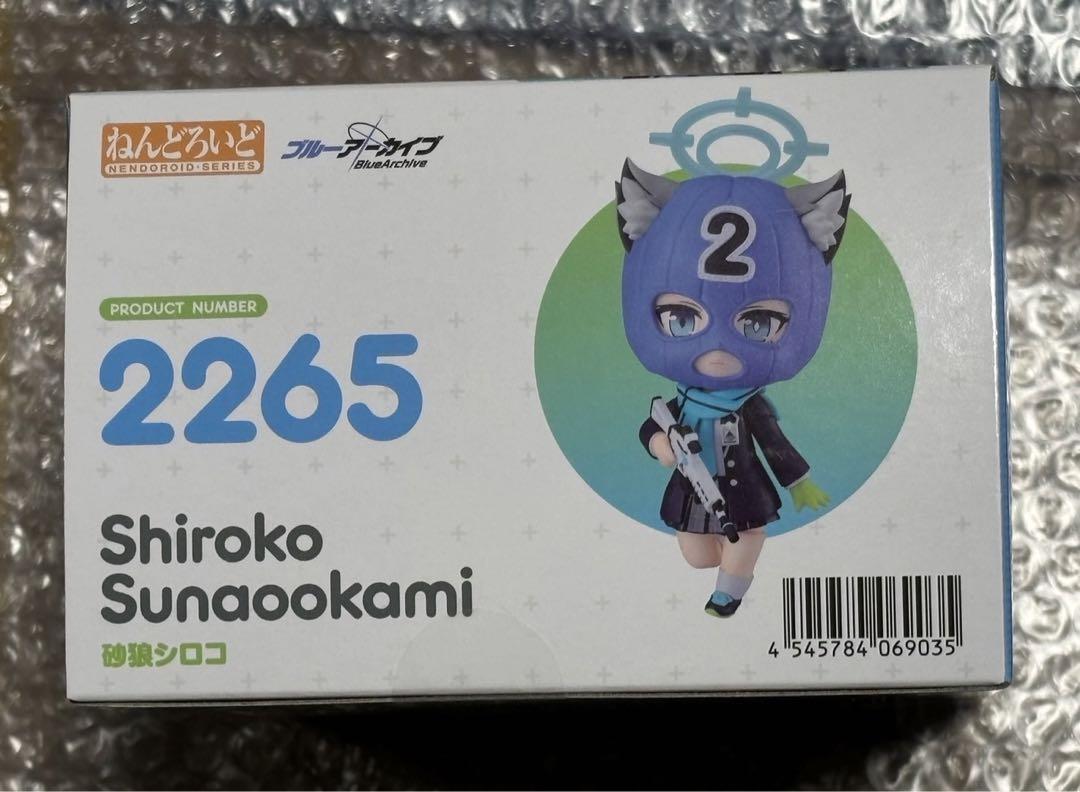 ねんどろいど
NENDOROID SERIES
ブルーアーカイブ
BlueArchive
PRODUCT NUMBER
2265
Shiroko
Sunaookami
砂狼シロコ
2
4 545784 069035